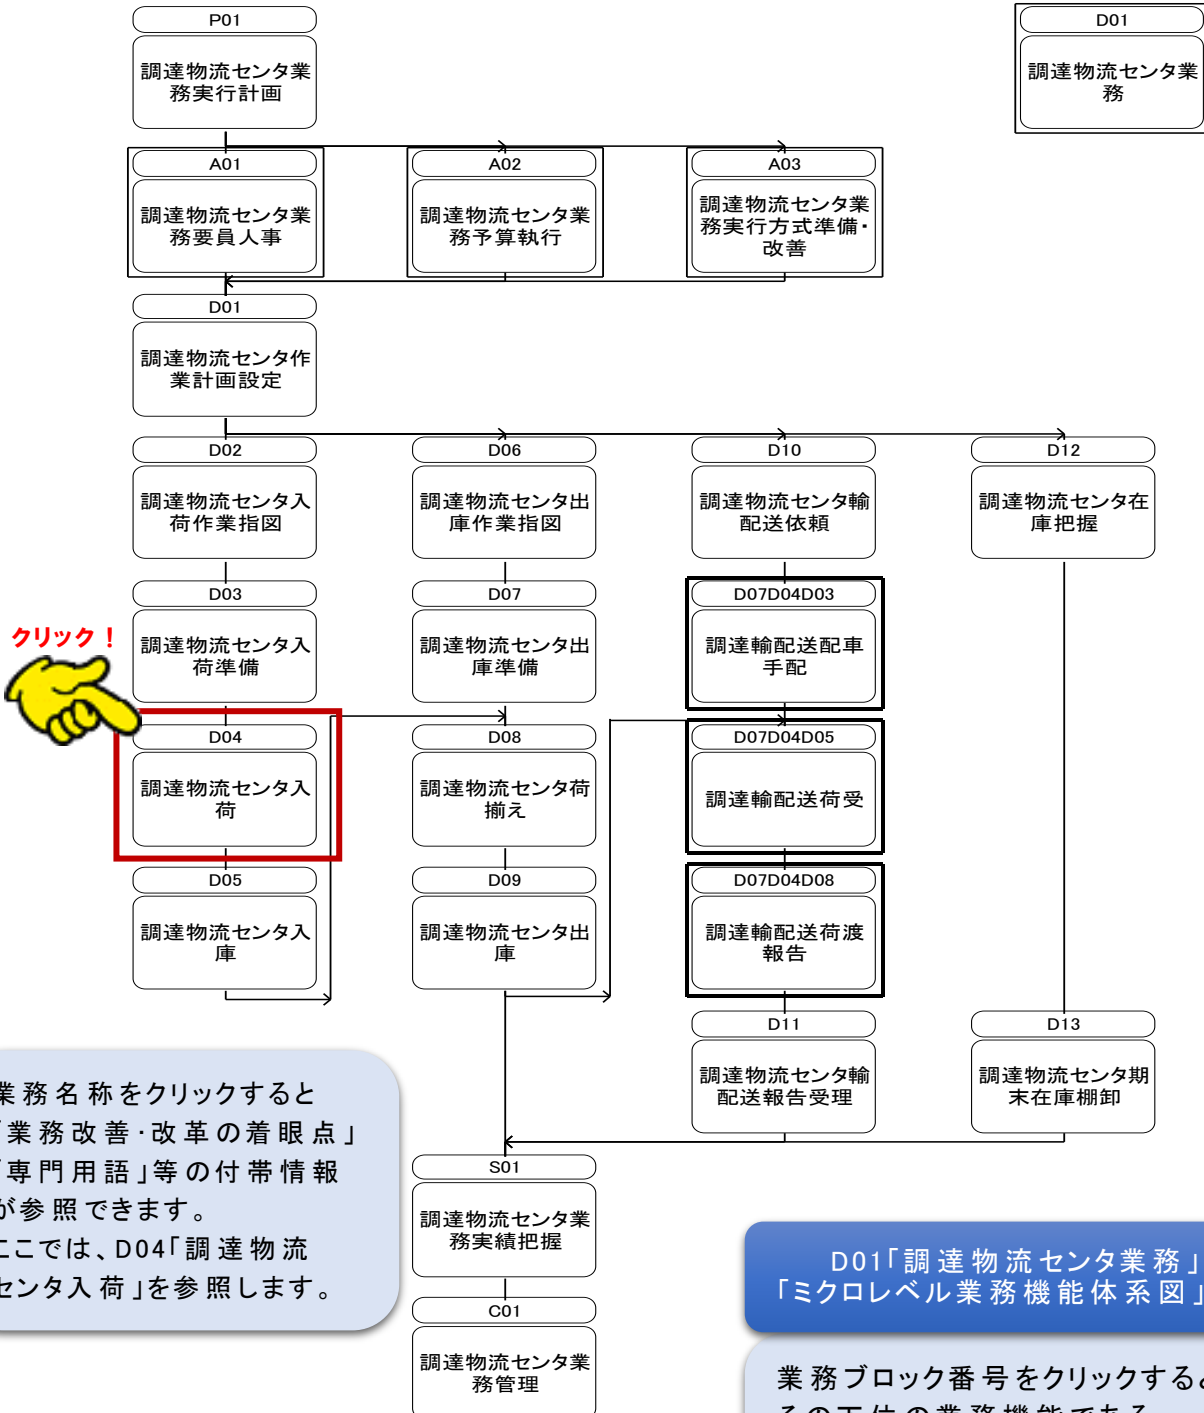 P01
調達物流センタ業
務実行計画
D01
調達物流センタ業
務
A01
調達物流センタ業
務要員人事
A02
調達物流センタ業
務予算執行
A03
調達物流センタ業
務実行方式準備・
改善
D01
調達物流センタ作
業計画設定
D02
調達物流センタ入
荷作業指図
D06
調達物流センタ出
庫作業指図
D10
調達物流センタ輸
配送依頼
D12
調達物流センタ在
庫把握
D03
調達物流センタ入
荷準備
D07
調達物流センタ出
庫準備
D07D04D03
調達輸配送配車
手配
クリック！
D04
調達物流センタ入
荷
D08
調達物流センタ荷
揃え
D07D04D05
調達輸配送荷受
D05
調達物流センタ入
庫
D09
調達物流センタ出
庫
D07D04D08
調達輸配送荷渡
報告
D11
調達物流センタ輸
配送報告受理
D13
調達物流センタ期
末在庫棚卸
業務名称をクリックすると
「業務改善・改革の着眼点」
「専門用語」等の付帯情報
が参照できます。
ここでは、D04「調達物流
センタ入荷」を参照します。
S01
調達物流センタ業
務実績把握
C01
調達物流センタ業
務管理
D01「調達物流センタ業務」
「ミクロレベル業務機能体系図」
業務ブロック番号をクリックすると